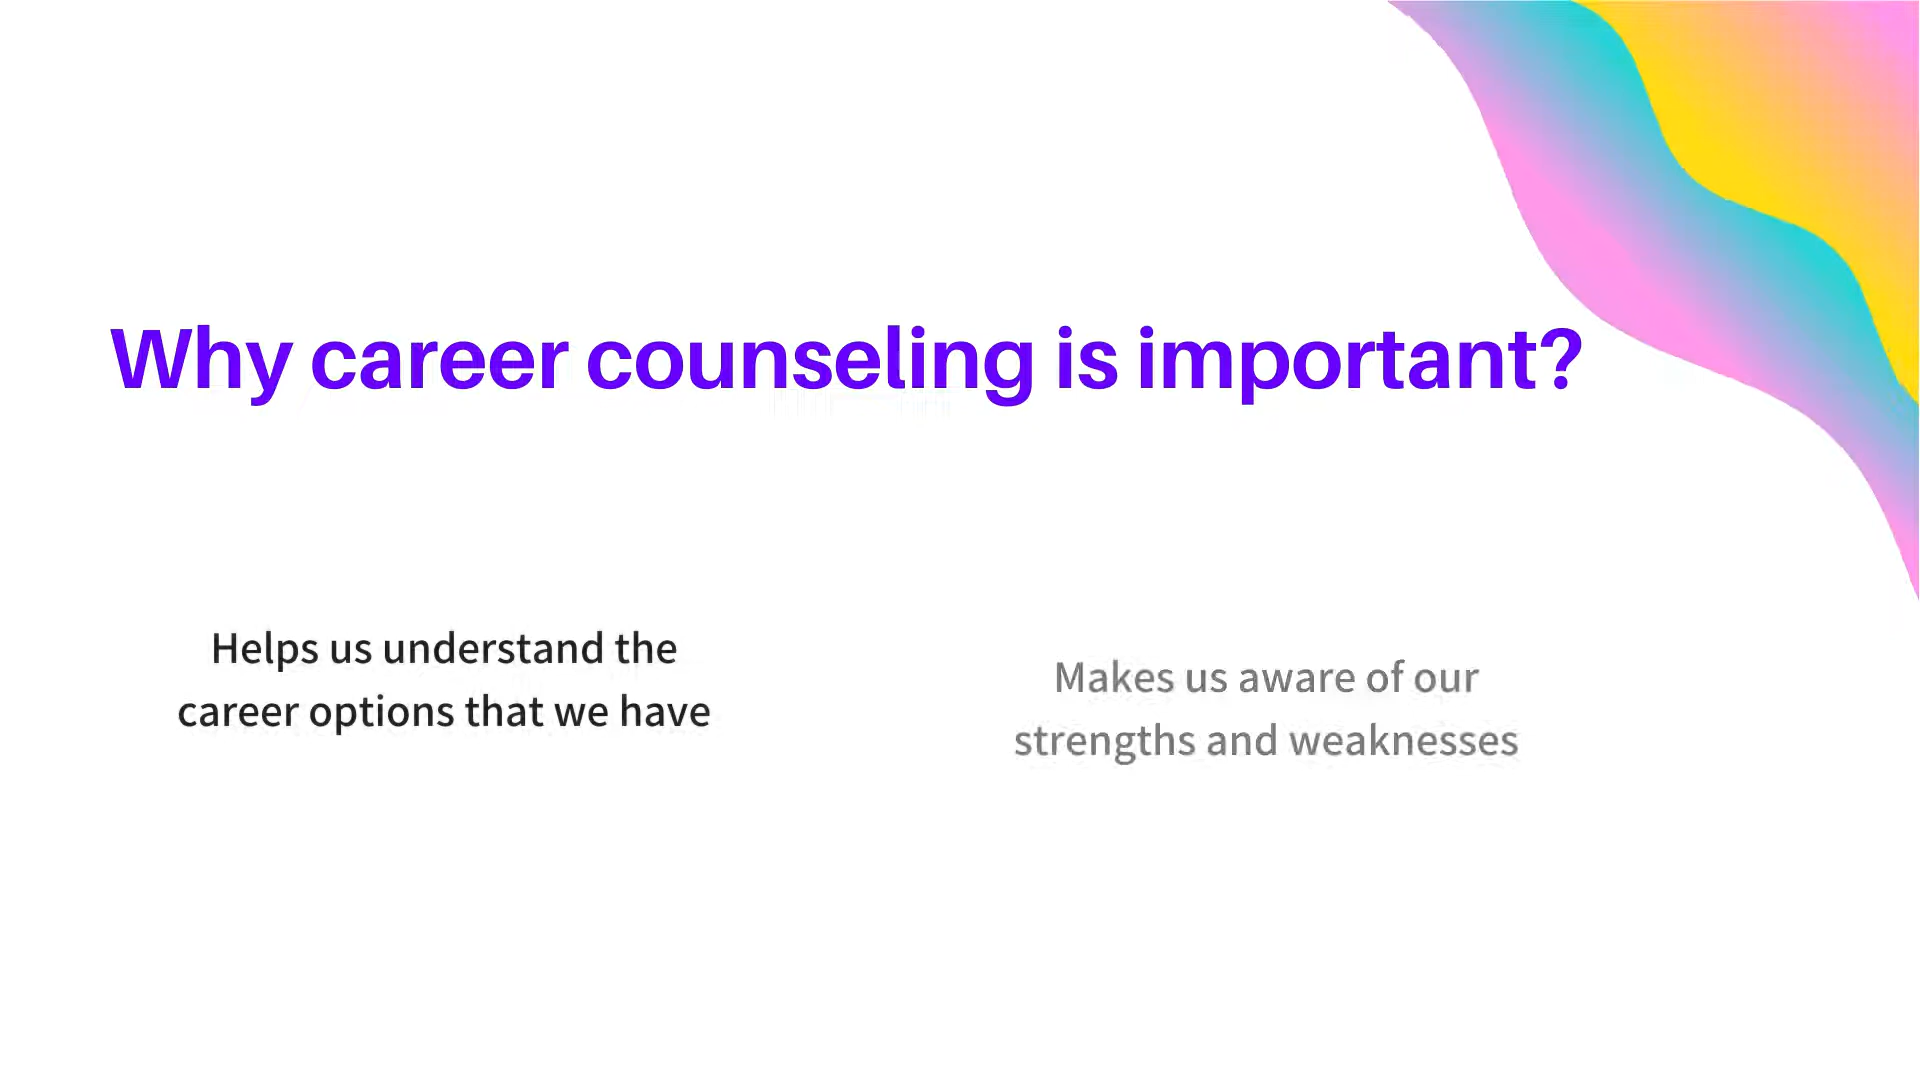 Why career counseling is important?
Helps us understand the
career options that we have
Makes us aware of our
strengths and weaknesses